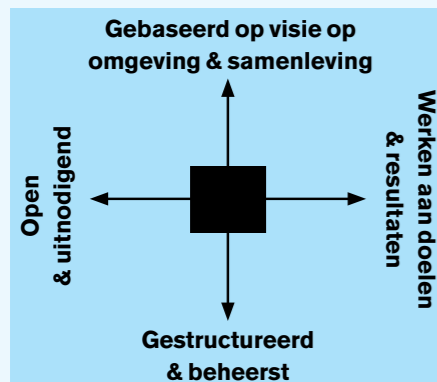 Gebaseerd op visie op
omgeving & samenleving
Open
& uitnodigend
Werken aan doelen
& resultaten
Gestructureerd
& beheerst